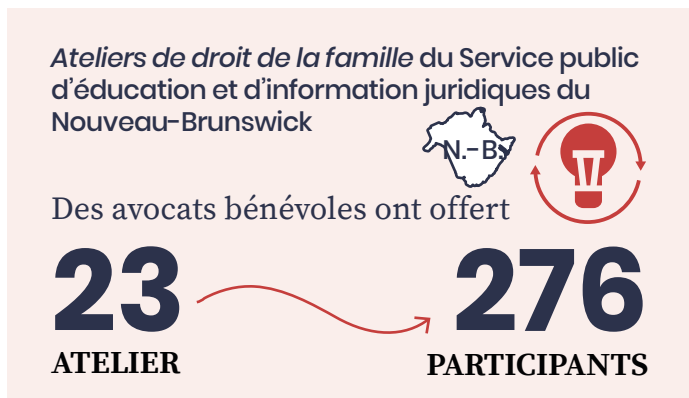 Ateliers de droit de la famille du Service public
d'éducation et d'information juridiques du
Nouveau-Brunswick
N.-B.
Des avocats bénévoles ont offert
23
276
ATELIER
PARTICIPANTS